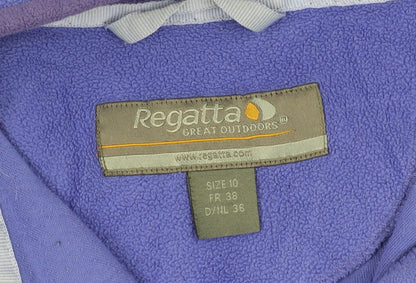 Regatta®
GREAT OUTDOORS
www.regatta.com
SIZE 10
FR 38
D/NL 36